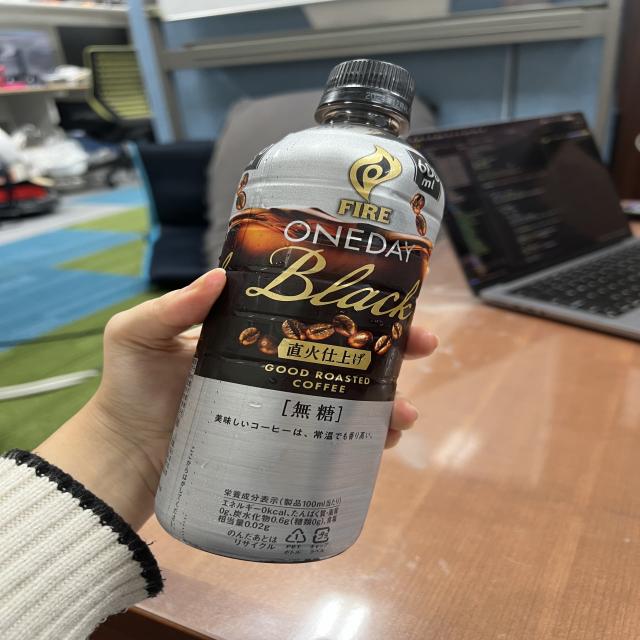 FIRE
ONEDAY
Black
直火仕上げ
GOOD ROASTED
COFFEE
[無糖]
美味しいコーヒーは、常温でも香り高い。
栄養成分表示(製品100ml当たり)
エネルギー0kcal、たんぱく質・脂質
0g、炭水化物0.6g(糖類0g)、食塩
相当量0.02g
のんだあとは
リサイクル
ml